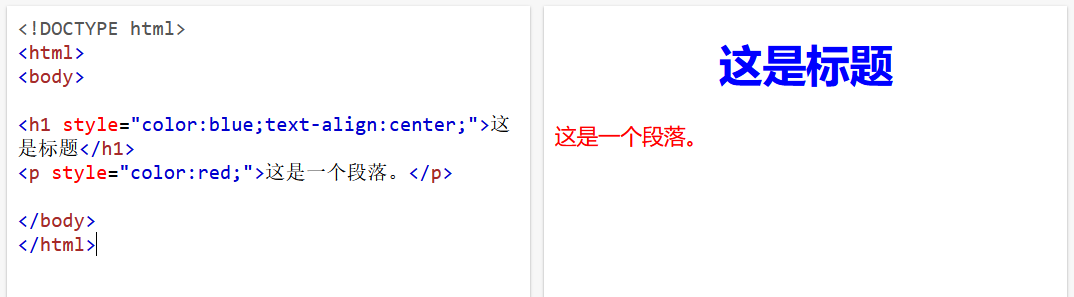 <!DOCTYPE html>
<html>
<body>
<h1 style="color:blue;text-align:center;">这
是标题</h1>
<p style="color:red;">这是一个段落。</p>
</body>
</html>
这是标题
这是一个段落。